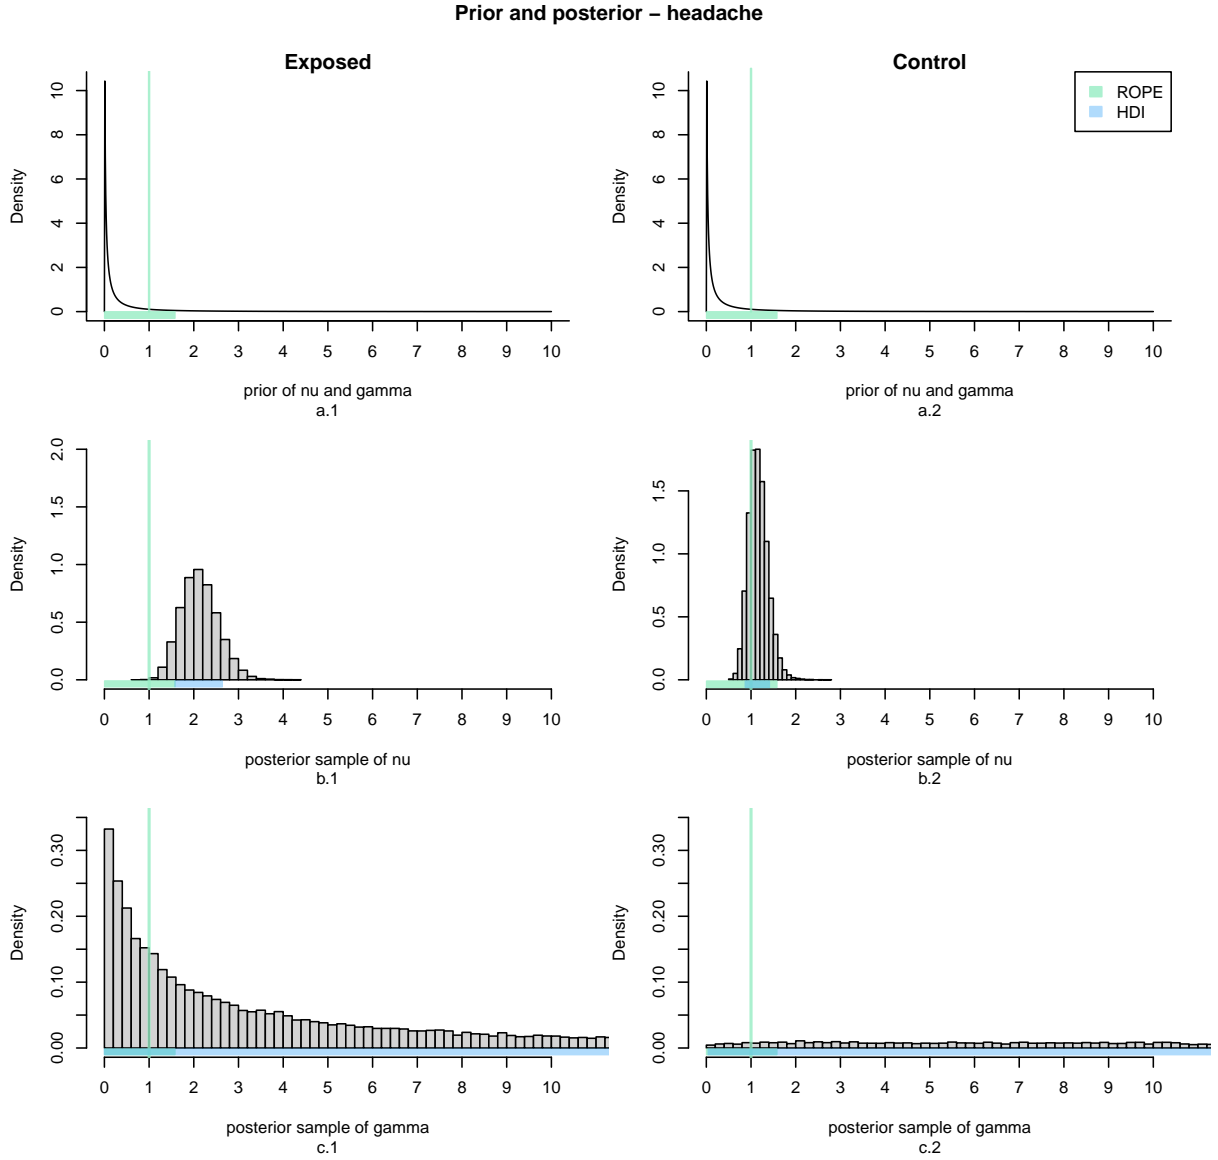 Prior and posterior – headache
Exposed
Density
0 2 4 6 8 10
0 1 2 3 4 5 6 7 8 9 10
prior of nu and gamma
a.1
Control
ROPE
HDI
Density
0 2 4 6 8 10
0 1 2 3 4 5 6 7 8 9 10
prior of nu and gamma
a.2
Density
0.0 0.5 1.0 1.5 2.0
0 1 2 3 4 5 6 7 8 9 10
posterior sample of nu
b.1
Density
0.0 0.5 1.0 1.5
0 1 2 3 4 5 6 7 8 9 10
posterior sample of nu
b.2
Density
0.00 0.10 0.20 0.30
0 1 2 3 4 5 6 7 8 9 10
posterior sample of gamma
c.1
Density
0.00 0.10 0.20 0.30
0 1 2 3 4 5 6 7 8 9 10
posterior sample of gamma
c.2